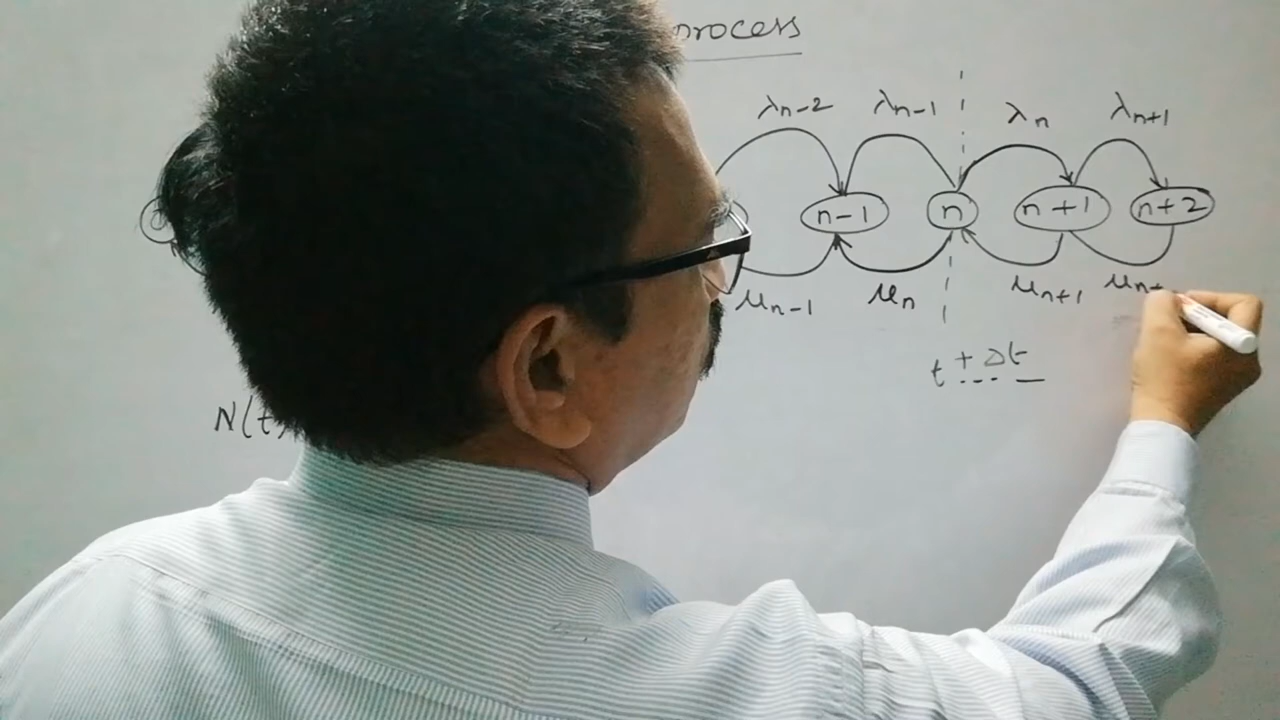 process
λn-2 λn-1 λn λn+1
n-1 n n+1 n+2
μn-1 μn μn+1 μn+
t + Δt
N(t)